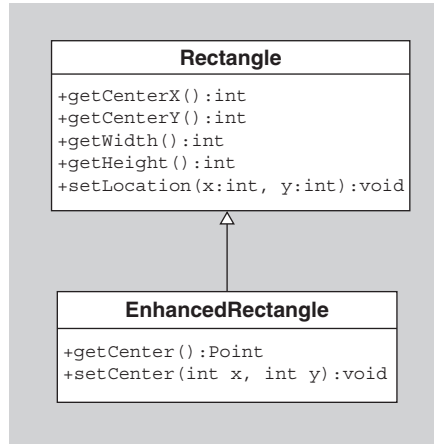 Rectangle
+getCenterX():int
+getCenterY():int
+getWidth():int
+getHeight():int
+setLocation(x:int, y:int):void
EnhancedRectangle
+getCenter():Point
+setCenter(int x, int y):void